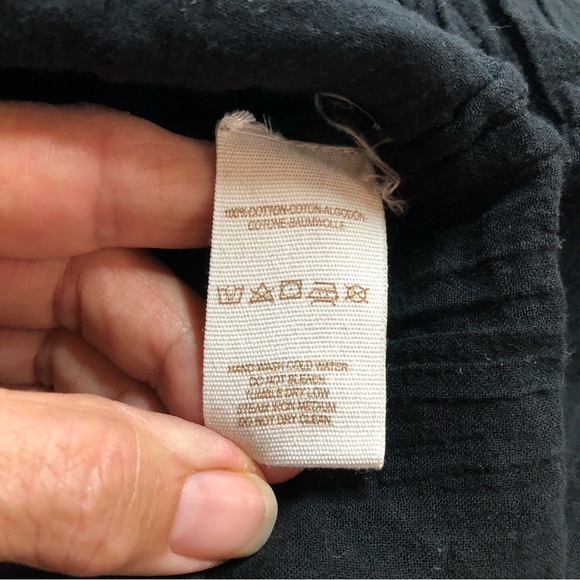 100% COTTON-COTON-ALGODON
COTONE-BAUMWOLLE
HAND WASH COLD WATER
DO NOT BLEACH
TUMBLE DRY LOW
STEAM IRON MEDIUM
DO NOT DRY CLEAN.